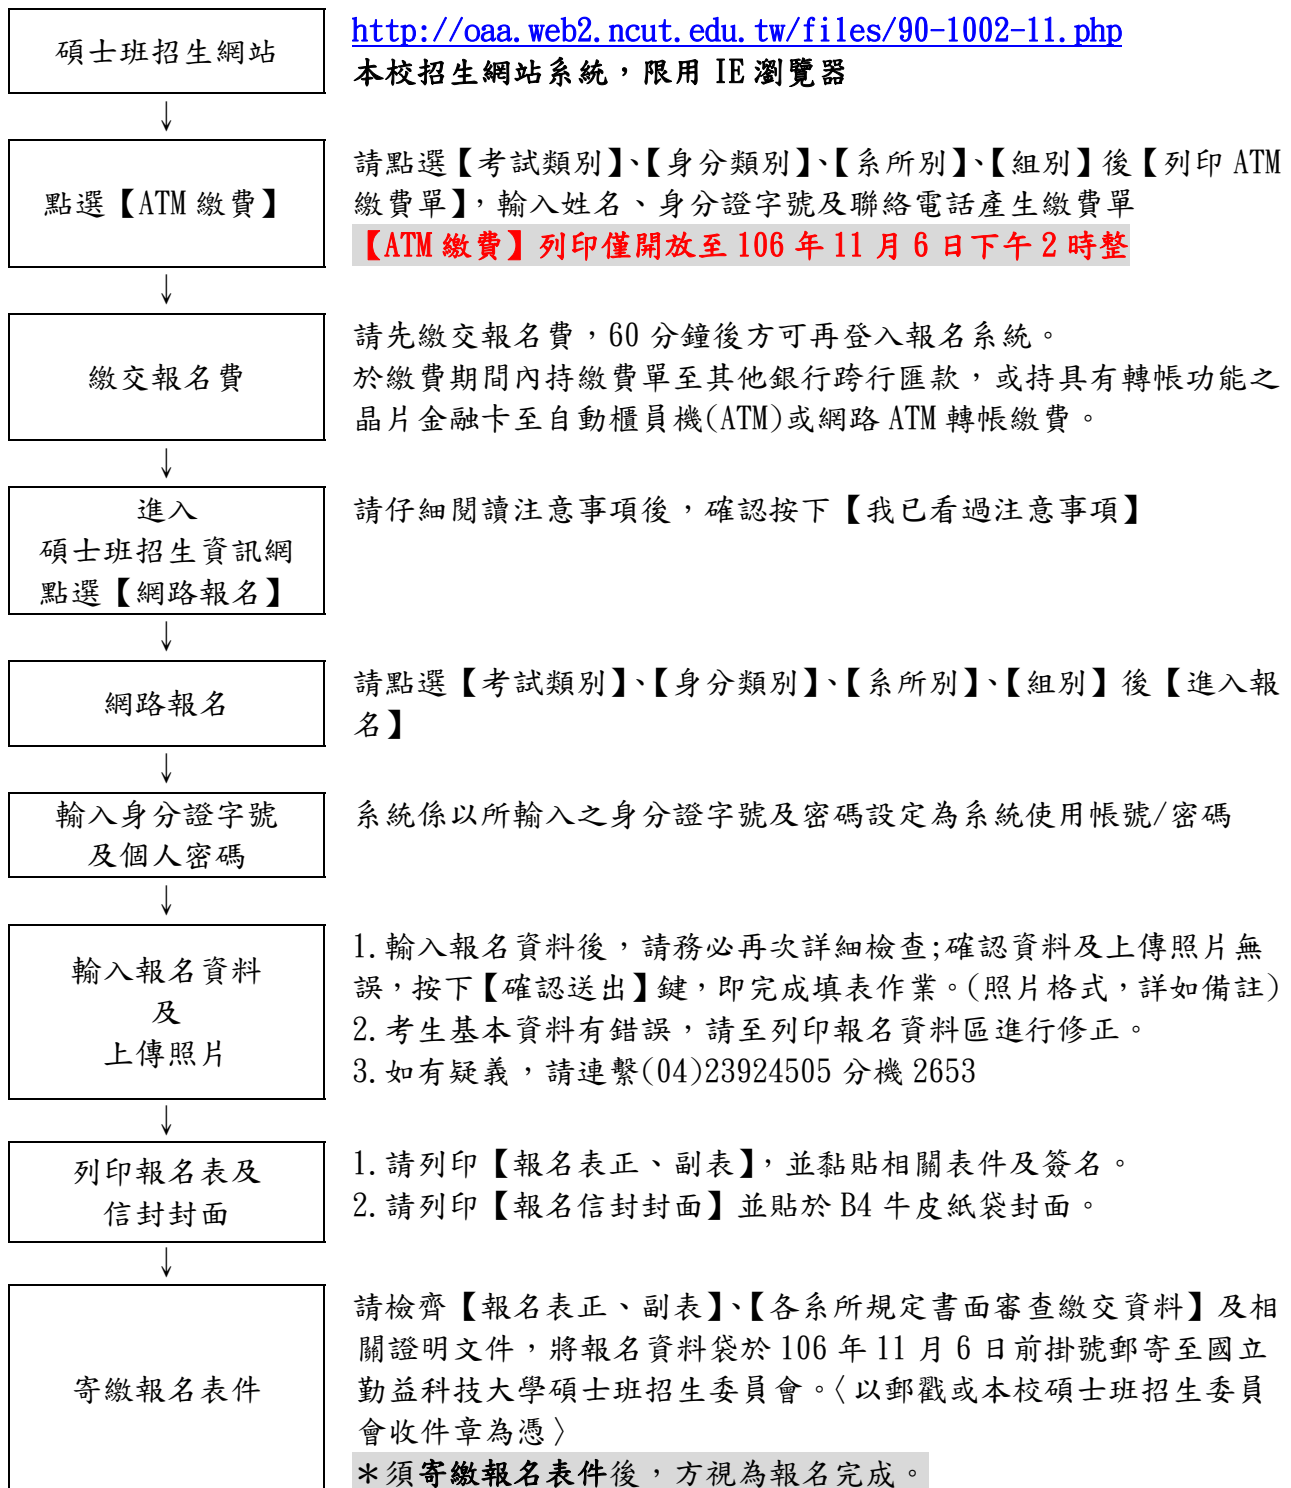 碩士班招生網站
http://oaa.web2.ncut.edu.tw/files/90-1002-11.php
本校招生網站系統，限用 IE 瀏覽器
↓
點選【ATM 繳費】
請點選【考試類別】、【身分類別】、【系所別】、【組別】後【列印 ATM
繳費單】，輸入姓名、身分證字號及聯絡電話產生繳費單
【ATM 繳費】列印僅開放至 106 年 11 月 6 日下午 2 時整
↓
繳交報名費
請先繳交報名費，60 分鐘後方可再登入報名系統。
於繳費期間內持繳費單至其他銀行跨行匯款，或持具有轉帳功能之
晶片金融卡至自動櫃員機(ATM)或網路 ATM 轉帳繳費。
↓
進入
碩士班招生資訊網
點選【網路報名】
請仔細閱讀注意事項後，確認按下【我已看過注意事項】
↓
網路報名
請點選【考試類別】、【身分類別】、【系所別】、【組別】後【進入報
名】
↓
輸入身分證字號
及個人密碼
系統係以所輸入之身分證字號及密碼設定為系統使用帳號/密碼
↓
輸入報名資料
及
上傳照片
1.輸入報名資料後，請務必再次詳細檢查;確認資料及上傳照片無
誤，按下【確認送出】鍵，即完成填表作業。(照片格式，詳如備註)
2.考生基本資料有錯誤，請至列印報名資料區進行修正。
3.如有疑義，請連繫(04)23924505 分機 2653
↓
列印報名表及
信封封面
1.請列印【報名表正、副表】，並黏貼相關表件及簽名。
2.請列印【報名信封封面】並貼於 B4 牛皮紙袋封面。
↓
寄繳報名表件
請檢齊【報名表正、副表】、【各系所規定書面審查繳交資料】及相
關證明文件，將報名資料袋於 106 年 11 月 6 日前掛號郵寄至國立
勤益科技大學碩士班招生委員會。〈以郵戳或本校碩士班招生委員
會收件章為憑〉
＊須寄繳報名表件後，方視為報名完成。